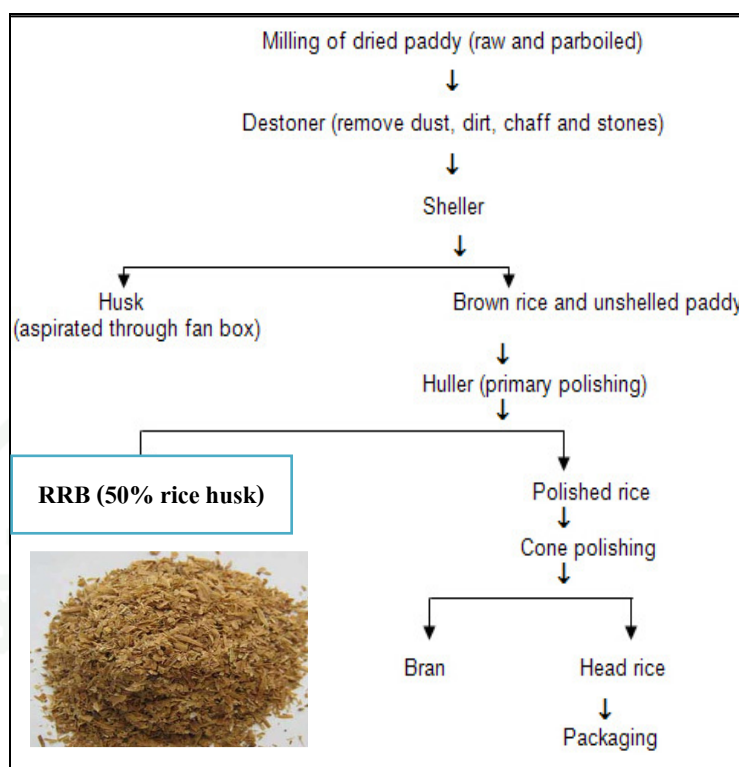 Milling of dried paddy (raw and parboiled)
Destoner (remove dust, dirt, chaff and stones)
Sheller
Husk
(aspirated through fan box)
Brown rice and unshelled paddy
Huller (primary polishing)
RRB (50% rice husk)
Polished rice
Cone polishing
Bran
Head rice
Packaging